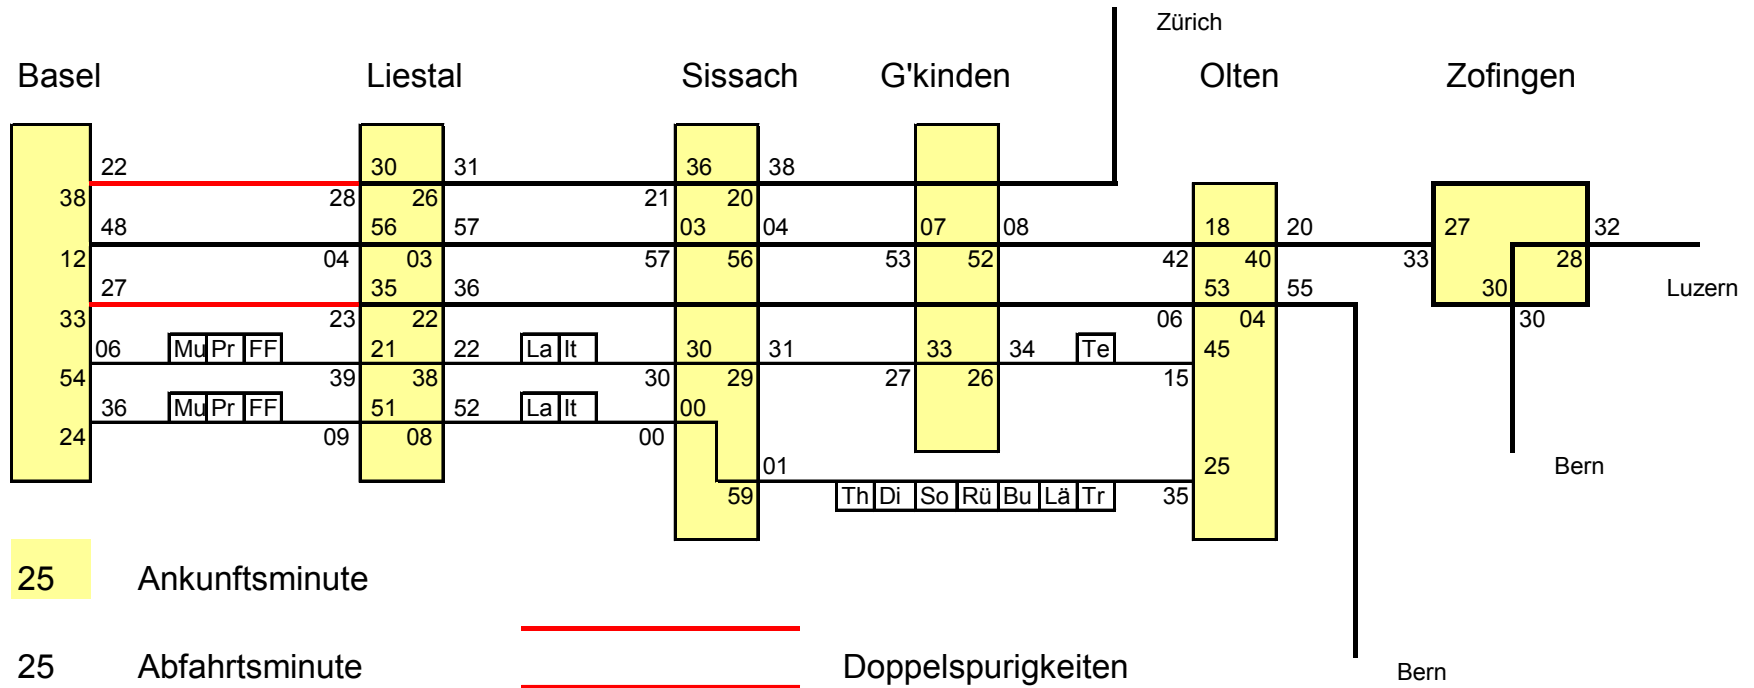 Zürich
Basel Liestal Sissach G'kinden Olten Zofingen
22 30 31 36 38
38 28 26 21 20
48 56 57 03 04 07 08 18 20 27 32
12 04 03 57 56 53 52 42 40 33 28
27 35 36 53 55 30 Luzern
33 23 22 06 04 30
06 Mu Pr FF 21 22 La It 30 31 33 34 Te 45
54 39 38 30 29 27 26 15
36 Mu Pr FF 51 52 La It 00
24 09 08 00
01 25 Bern
59 Th Di So Rü Bu Lä Tr 35
25 Ankunftsminute
25 Abfahrtsminute Doppelspurigkeiten Bern